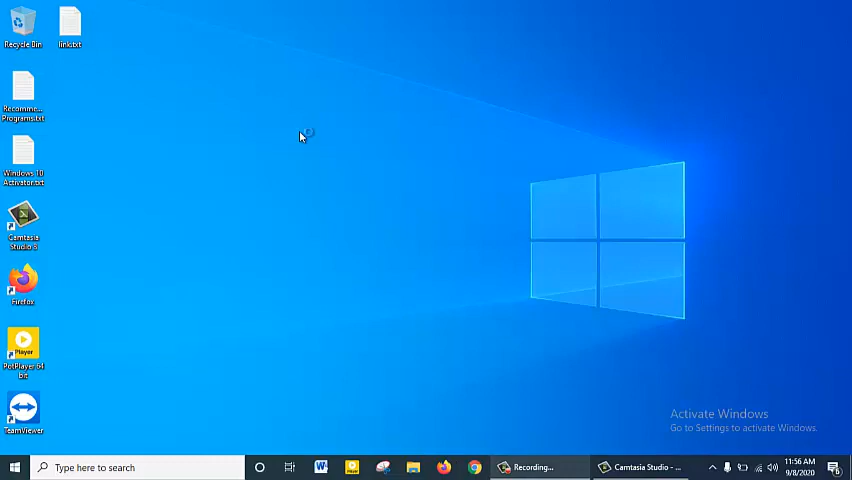 Recycle Bin
link.txt
Recomme...
Programs.txt
Windows 10
Activator.txt
Camtasia
Studio 8
Firefox
Player
PotPlayer 64
bit
TeamViewer
Activate Windows
Go to Settings to activate Windows.
Type here to search
Recording...
Camtasia Studio - ...
11:56 AM
9/8/2020